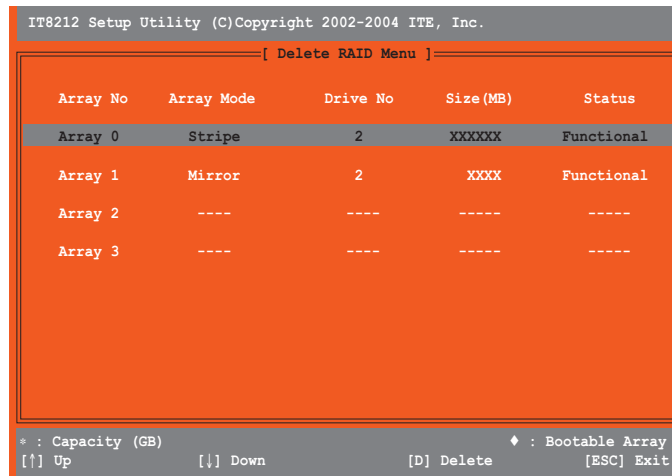 IT8212 Setup Utility (C)Copyright 2002-2004 ITE, Inc.
[ Delete RAID Menu ]
Array No Array Mode Drive No Size(MB) Status
Array 0 Stripe 2 XXXXXX Functional
Array 1 Mirror 2 XXXX Functional
Array 2 ---- ---- ----- -----
Array 3 ---- ---- ----- -----
* : Capacity (GB) ♦ : Bootable Array
[↑] Up [↓] Down [D] Delete [ESC] Exit